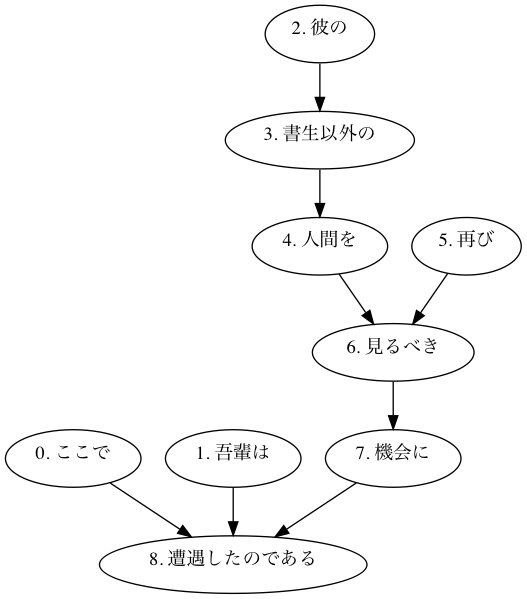 2. 彼の
3. 書生以外の
4. 人間を
5. 再び
6. 見るべき
0. ここで
1. 吾輩は
7. 機会に
8. 遭遇したのである